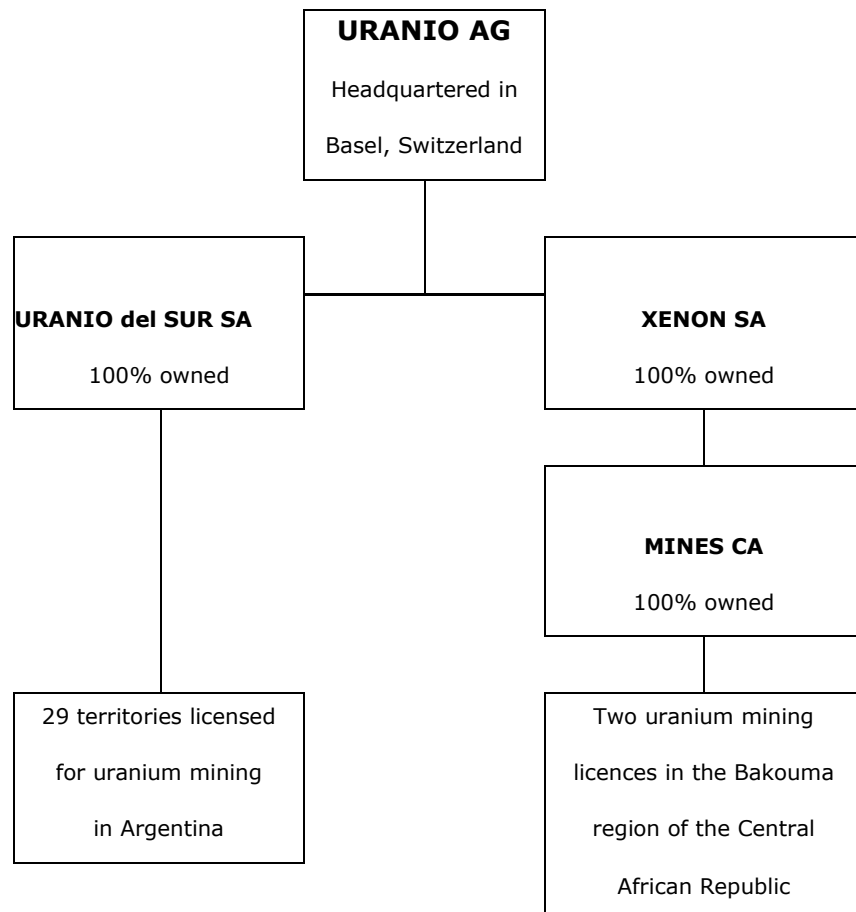 URANIO AG
Headquartered in
Basel, Switzerland
URANIO del SUR SA
100% owned
XENON SA
100% owned
MINES CA
100% owned
29 territories licensed
for uranium mining
in Argentina
Two uranium mining
licences in the Bakouma
region of the Central
African Republic